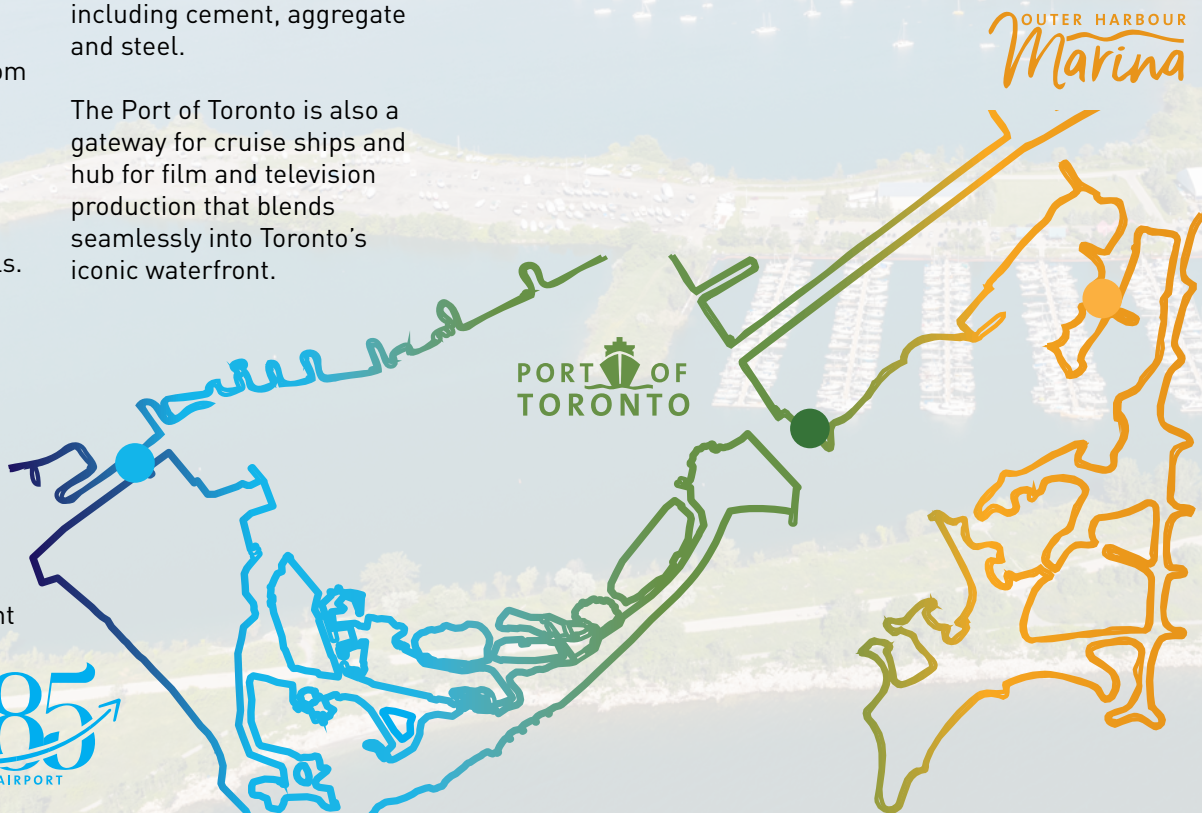 including cement, aggregate
and steel.
The Port of Toronto is also a
gateway for cruise ships and
hub for film and television
production that blends
seamlessly into Toronto’s
iconic waterfront.
OUTER HARBOUR
Marina
PORT OF
TORONTO
85
AIRPORT